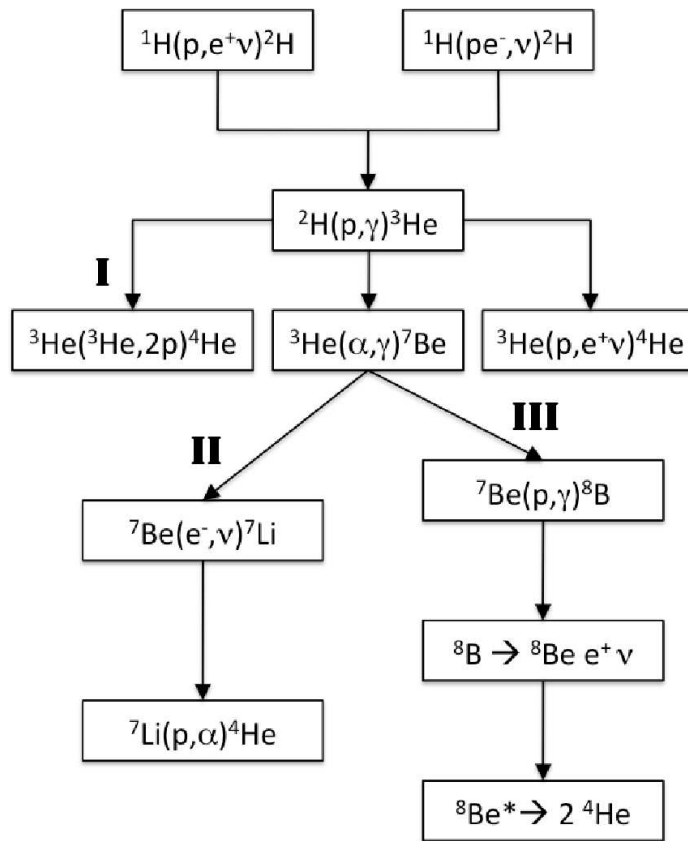 ¹H(p,e⁺ν)²H
¹H(pe⁻,ν)²H
²H(p,γ)³He
I
³He(³He,2p)⁴He
³He(α,γ)⁷Be
³He(p,e⁺ν)⁴He
II
III
⁷Be(e⁻,ν)⁷Li
⁷Be(p,γ)⁸B
⁸B → ⁸Be e⁺ ν
⁷Li(p,α)⁴He
⁸Be* → 2 ⁴He